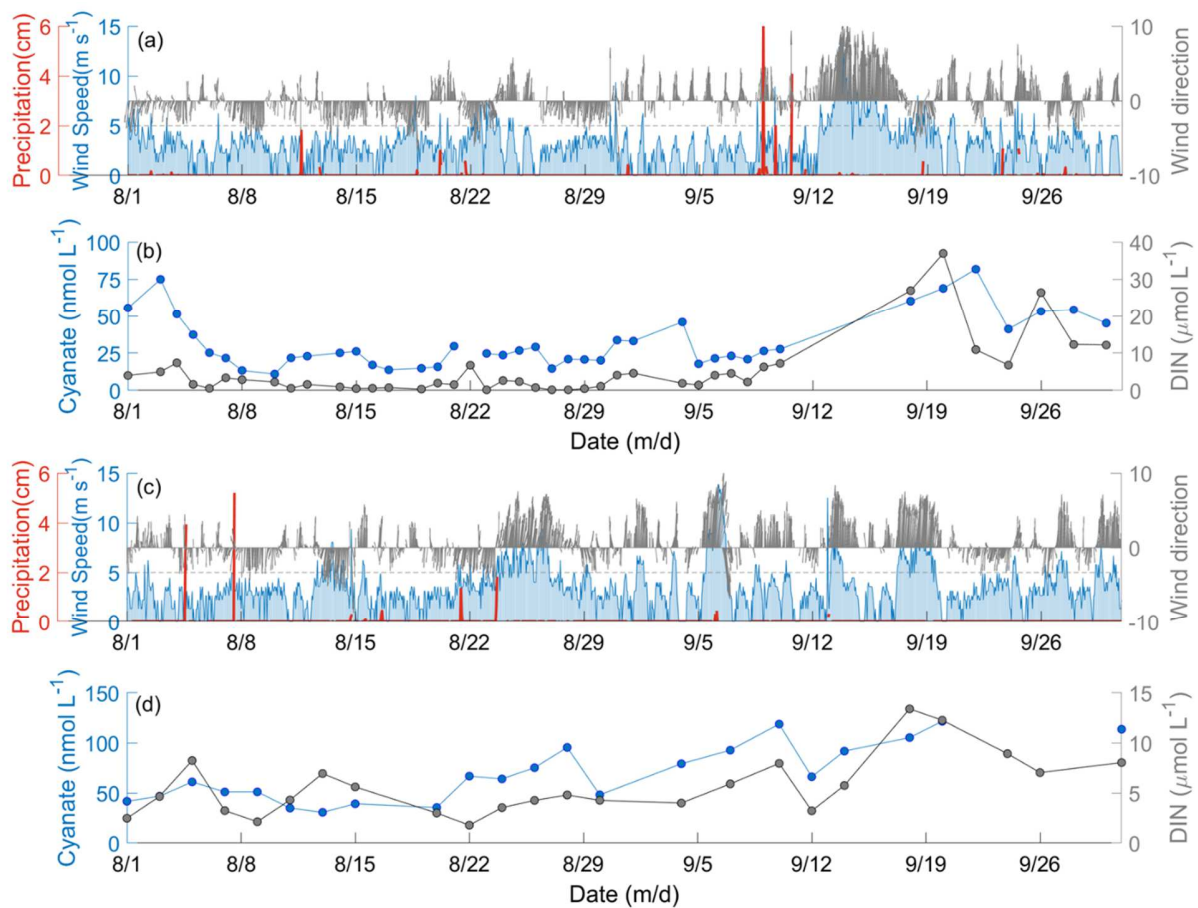 (a)
Precipitation(cm)
6
4
2
0
Wind Speed(m s-1)
15
10
5
0
Wind direction
10
0
-10
8/1 8/8 8/15 8/22 8/29 9/5 9/12 9/19 9/26
(b)
Cyanate (nmol L-1)
100
75
50
25
0
DIN (μmol L-1)
40
30
20
10
0
8/1 8/8 8/15 8/22 8/29 9/5 9/12 9/19 9/26
Date (m/d)
(c)
Precipitation(cm)
6
4
2
0
Wind Speed(m s-1)
15
10
5
0
Wind direction
10
0
-10
8/1 8/8 8/15 8/22 8/29 9/5 9/12 9/19 9/26
(d)
Cyanate (nmol L-1)
150
100
50
0
DIN (μmol L-1)
15
10
5
0
8/1 8/8 8/15 8/22 8/29 9/5 9/12 9/19 9/26
Date (m/d)